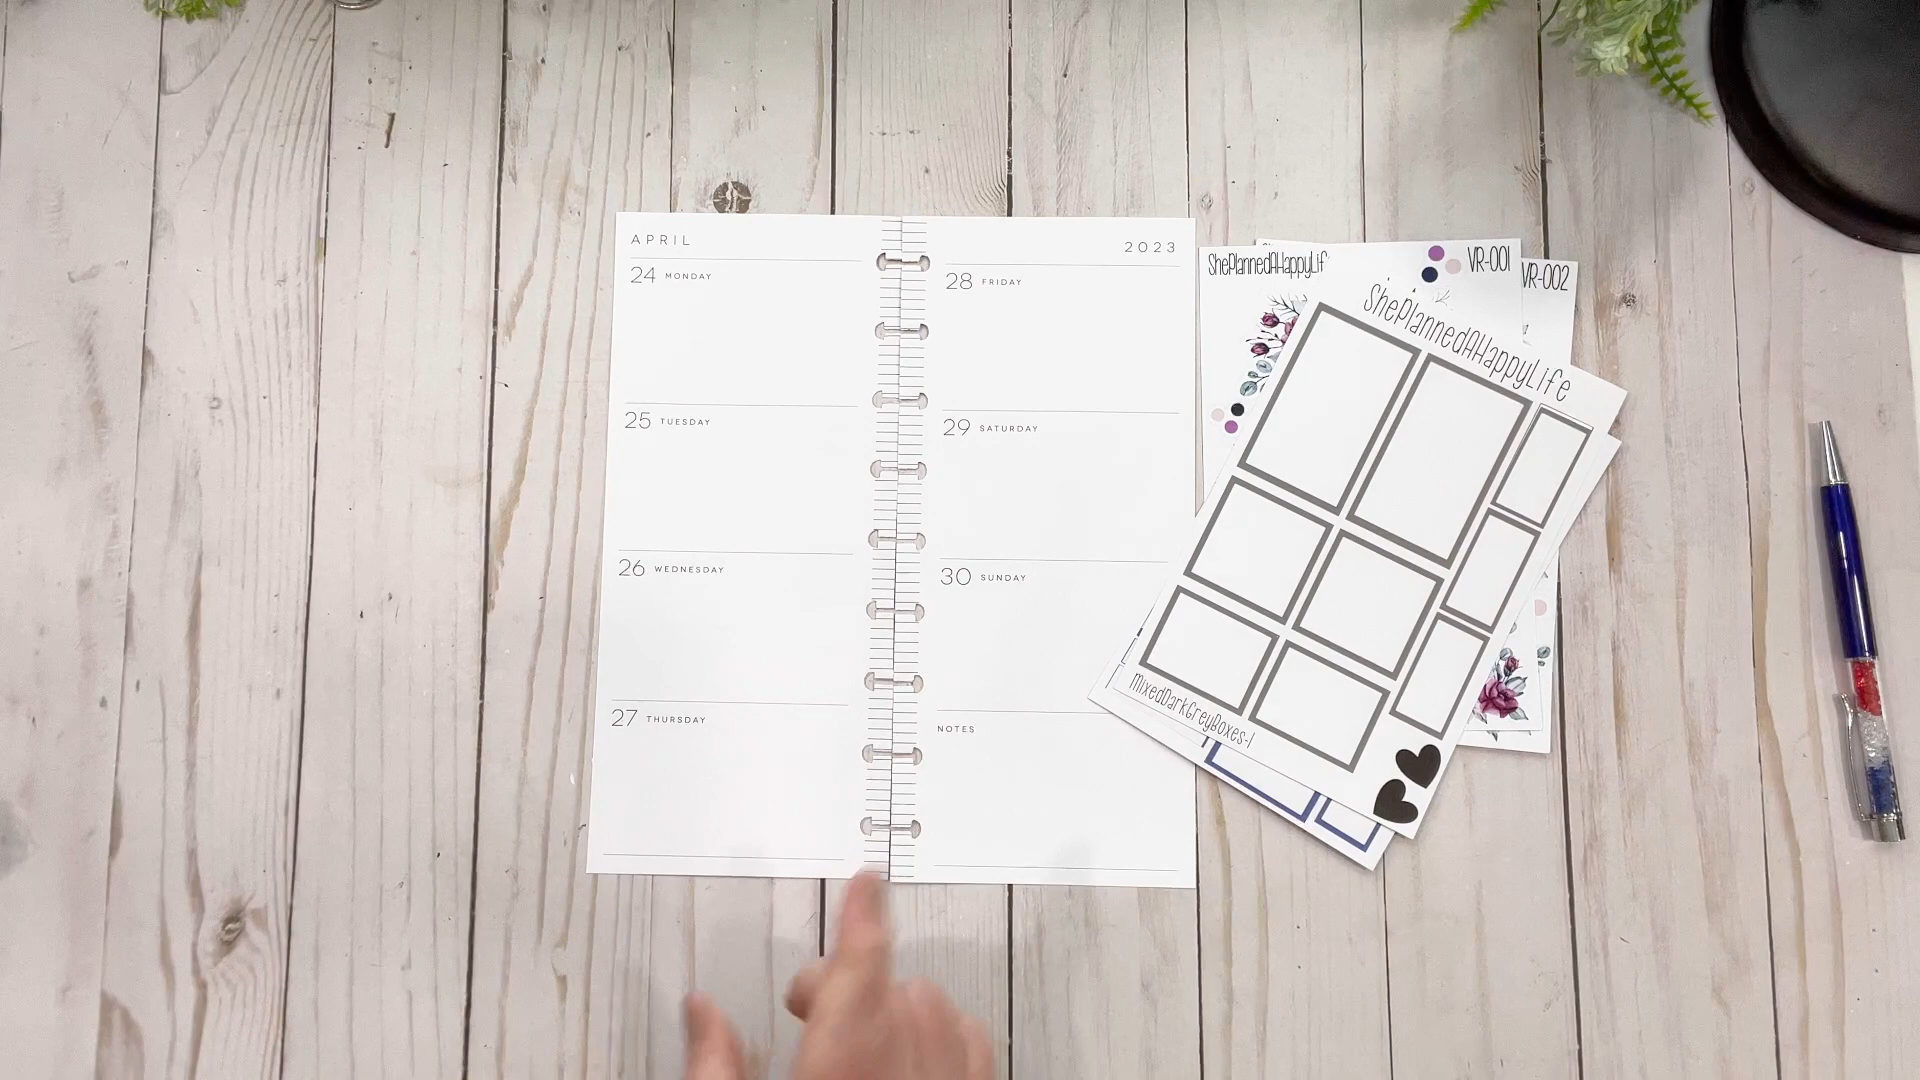 APRIL
24 MONDAY
25 TUESDAY
26 WEDNESDAY
27 THURSDAY
2023
28 FRIDAY
29 SATURDAY
30 SUNDAY
NOTES
ShePlannedAHappyLif
VR-001
VR-002
ShePlannedAHappyLife
MixedDarkGreyBoxes-1